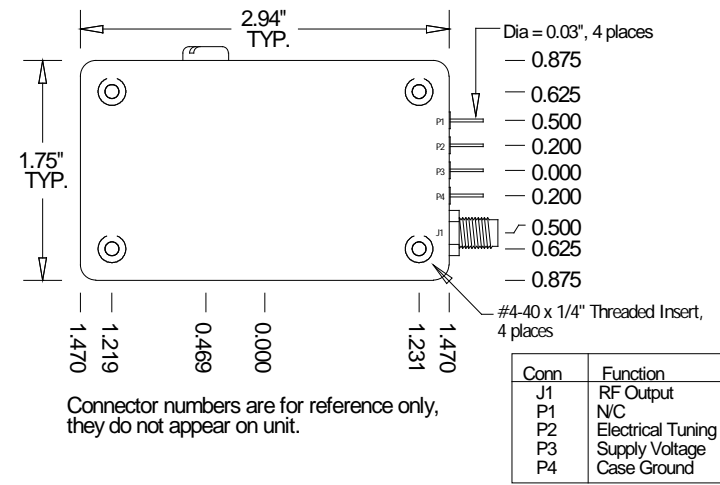 2.94"
TYP.
Dia = 0.03", 4 places
0.875
0.625
0.500
0.200
0.000
0.200
0.500
0.625
0.875
1.75"
TYP.
P1
P2
P3
P4
J1
#4-40 x 1/4" Threaded Insert,
4 places
1.470
1.219
0.469
0.000
1.231
1.470
Connector numbers are for reference only,
they do not appear on unit.
Conn Function
J1 RF Output
P1 N/C
P2 Electrical Tuning
P3 Supply Voltage
P4 Case Ground